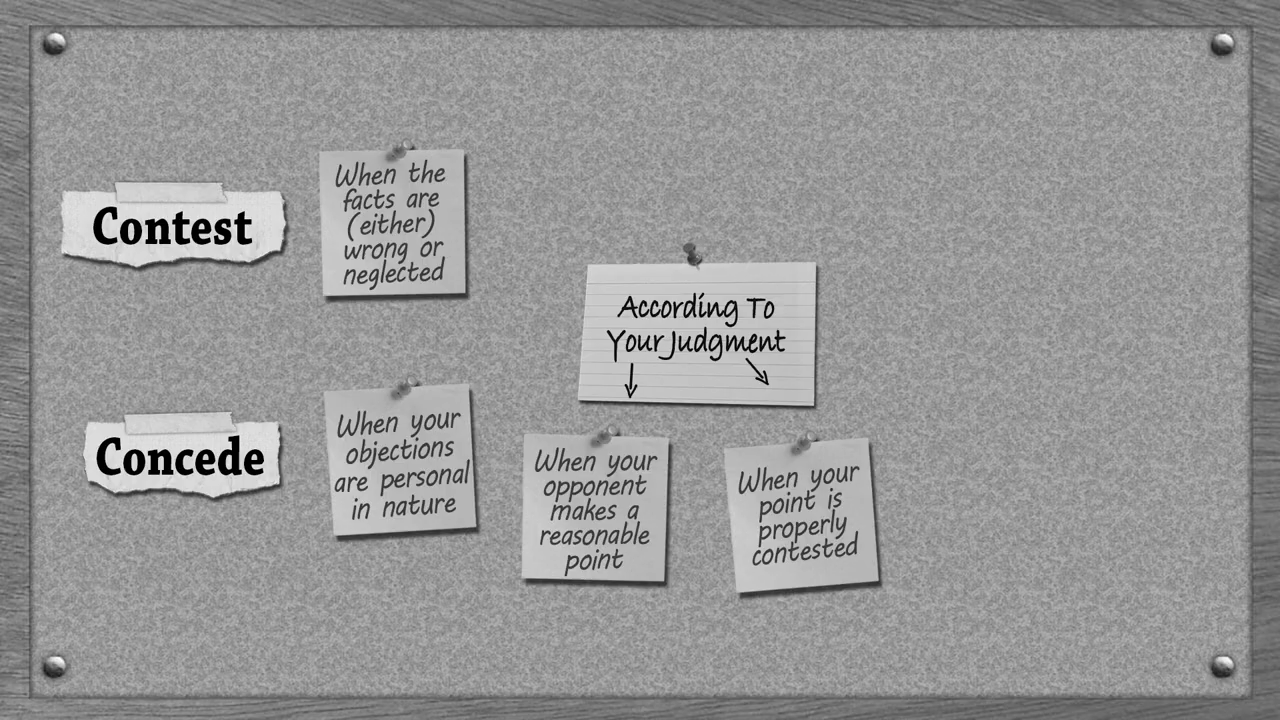 Contest
When the
facts are
(either)
wrong or
neglected
According To
Your Judgment
Concede
When your
objections
are personal
in nature
When your
opponent
makes a
reasonable
point
When your
point is
properly
contested